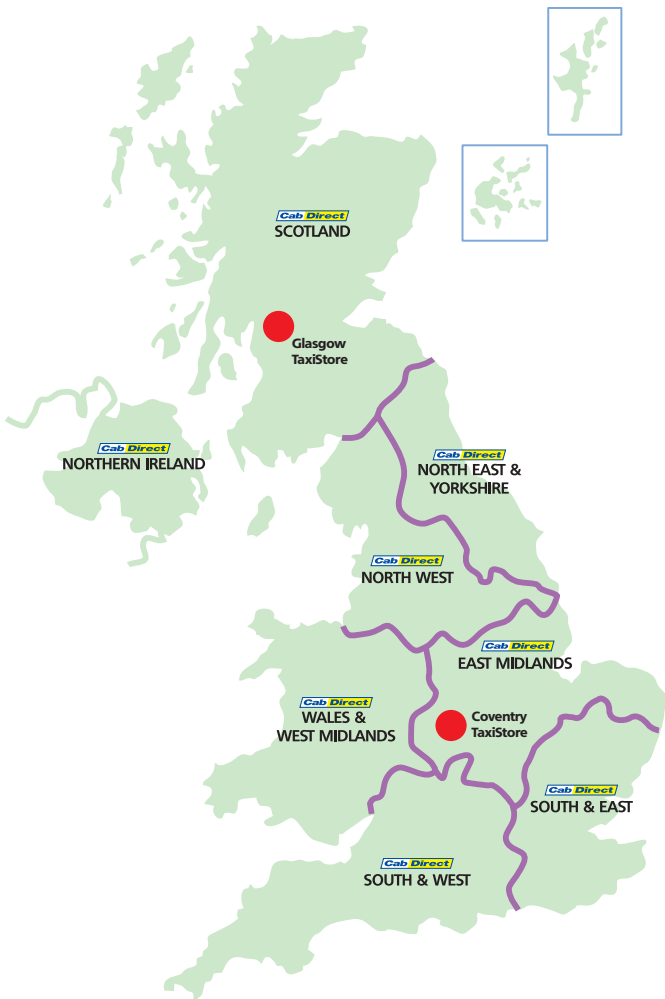 Cab Direct
SCOTLAND
Glasgow
TaxiStore
Cab Direct
NORTHERN IRELAND
Cab Direct
NORTH EAST &
YORKSHIRE
Cab Direct
NORTH WEST
Cab Direct
EAST MIDLANDS
Cab Direct
WALES &
WEST MIDLANDS
Coventry
TaxiStore
Cab Direct
SOUTH & EAST
Cab Direct
SOUTH & WEST